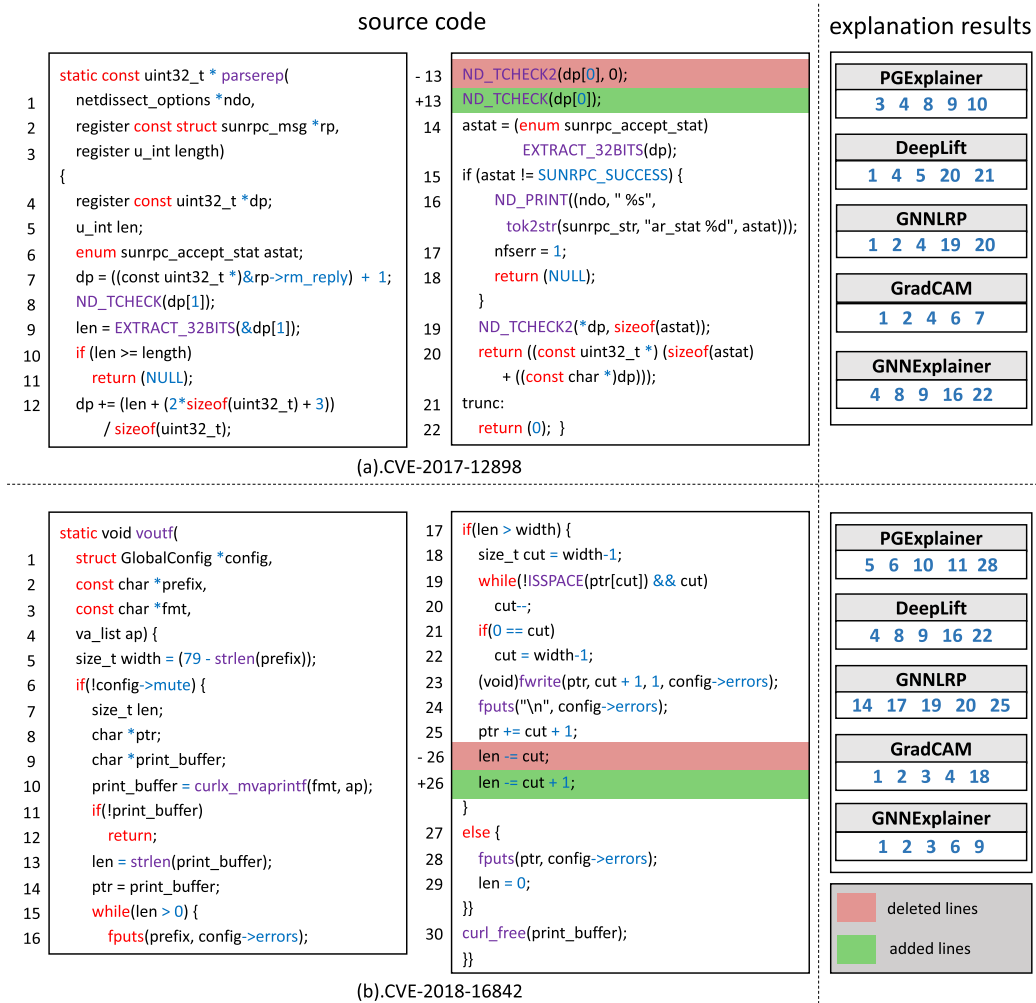 source code
explanation results
static const uint32_t * parserep(
1 netdissect_options *ndo,
2 register const struct sunrpc_msg *rp,
3 register u_int length)
{
4 register const uint32_t *dp;
5 u_int len;
6 enum sunrpc_accept_stat astat;
7 dp = ((const uint32_t *)&rp->rm_reply) + 1;
8 ND_TCHECK(dp[1]);
9 len = EXTRACT_32BITS(&dp[1]);
10 if (len >= length)
11 return (NULL);
12 dp += (len + (2*sizeof(uint32_t) + 3))
/ sizeof(uint32_t);
- 13 ND_TCHECK2(dp[0], 0);
+13 ND_TCHECK(dp[0]);
14 astat = (enum sunrpc_accept_stat)
EXTRACT_32BITS(dp);
15 if (astat != SUNRPC_SUCCESS) {
16 ND_PRINT((ndo, " %s",
tok2str(sunrpc_str, "ar_stat %d", astat)));
17 nfserr = 1;
18 return (NULL);
}
19 ND_TCHECK2(*dp, sizeof(astat));
20 return ((const uint32_t *) (sizeof(astat)
+ ((const char *)dp)));
21 trunc:
22 return (0); }
PGExplainer
3 4 8 9 10
DeepLift
1 4 5 20 21
GNNLRP
1 2 4 19 20
GradCAM
1 2 4 6 7
GNNExplainer
4 8 9 16 22
(a).CVE-2017-12898
static void voutf(
1 struct GlobalConfig *config,
2 const char *prefix,
3 const char *fmt,
4 va_list ap) {
5 size_t width = (79 - strlen(prefix));
6 if(!config->mute) {
7 size_t len;
8 char *ptr;
9 char *print_buffer;
10 print_buffer = curlx_mvaprintf(fmt, ap);
11 if(!print_buffer)
12 return;
13 len = strlen(print_buffer);
14 ptr = print_buffer;
15 while(len > 0) {
16 fputs(prefix, config->errors);
17 if(len > width) {
18 size_t cut = width-1;
19 while(!ISSPACE(ptr[cut]) && cut)
20 cut--;
21 if(0 == cut)
22 cut = width-1;
23 (void)fwrite(ptr, cut + 1, 1, config->errors);
24 fputs("\n", config->errors);
25 ptr += cut + 1;
- 26 len -= cut;
+26 len -= cut + 1;
}
27 else {
28 fputs(ptr, config->errors);
29 len = 0;
}}
30 curl_free(print_buffer);
}}
PGExplainer
5 6 10 11 28
DeepLift
4 8 9 16 22
GNNLRP
14 17 19 20 25
GradCAM
1 2 3 4 18
GNNExplainer
1 2 3 6 9
deleted lines
added lines
(b).CVE-2018-16842